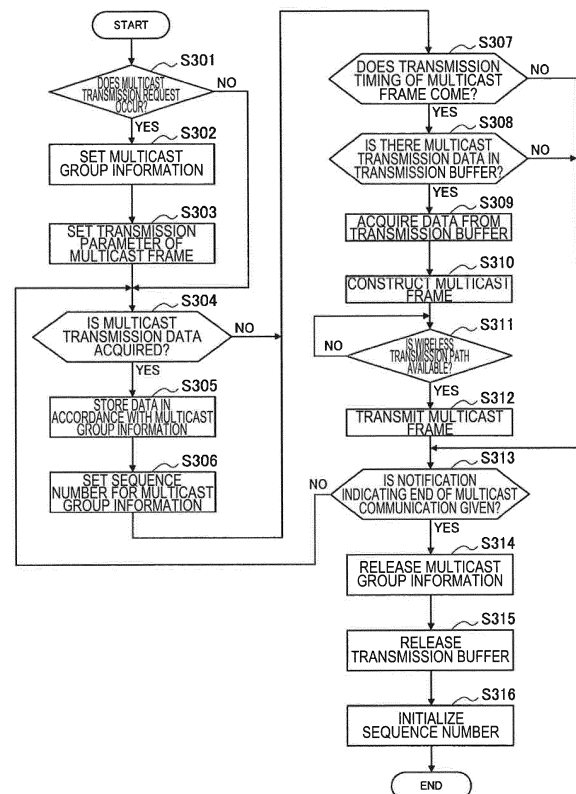 START
S301
DOES MULTICAST
TRANSMISSION REQUEST
OCCUR?
NO
YES
S302
SET MULTICAST
GROUP INFORMATION
S303
SET TRANSMISSION
PARAMETER OF
MULTICAST FRAME
S304
IS MULTICAST
TRANSMISSION DATA
ACQUIRED?
NO
YES
S305
STORE DATA IN
ACCORDANCE WITH MULTICAST
GROUP INFORMATION
S306
SET SEQUENCE
NUMBER FOR MULTICAST
GROUP INFORMATION
S307
DOES TRANSMISSION
TIMING OF MULTICAST
FRAME COME?
NO
YES
S308
IS THERE MULTICAST
TRANSMISSION DATA IN
TRANSMISSION BUFFER?
NO
YES
S309
ACQUIRE DATA FROM
TRANSMISSION BUFFER
S310
CONSTRUCT MULTICAST
FRAME
S311
IS WIRELESS
TRANSMISSION PATH
AVAILABLE?
NO
YES
S312
TRANSMIT MULTICAST
FRAME
S313
IS NOTIFICATION
INDICATING END OF MULTICAST
COMMUNICATION GIVEN?
NO
YES
S314
RELEASE MULTICAST
GROUP INFORMATION
S315
RELEASE
TRANSMISSION BUFFER
S316
INITIALIZE
SEQUENCE NUMBER
END